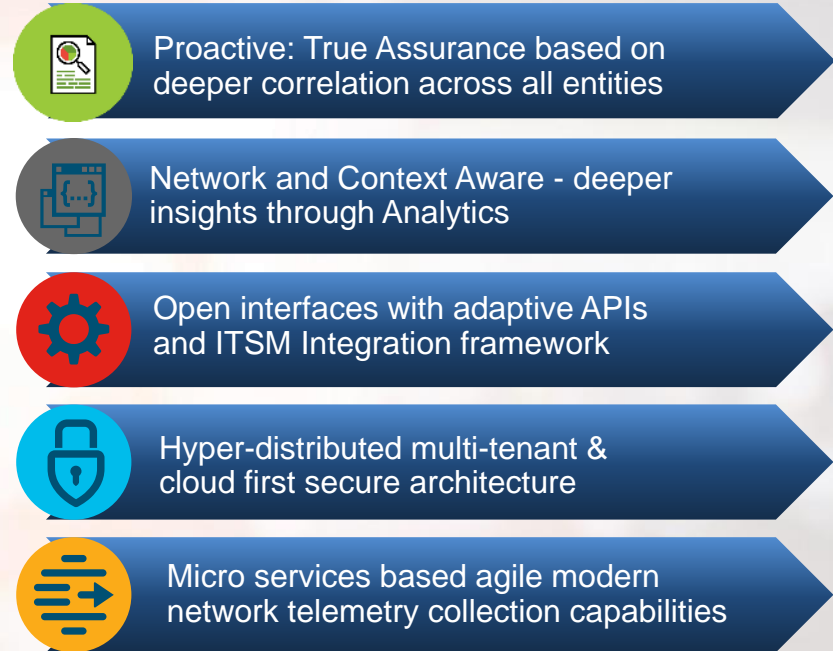 Proactive: True Assurance based on
deeper correlation across all entities
{...}
Network and Context Aware - deeper
insights through Analytics
Open interfaces with adaptive APIs
and ITSM Integration framework
Hyper-distributed multi-tenant &
cloud first secure architecture
Micro services based agile modern
network telemetry collection capabilities